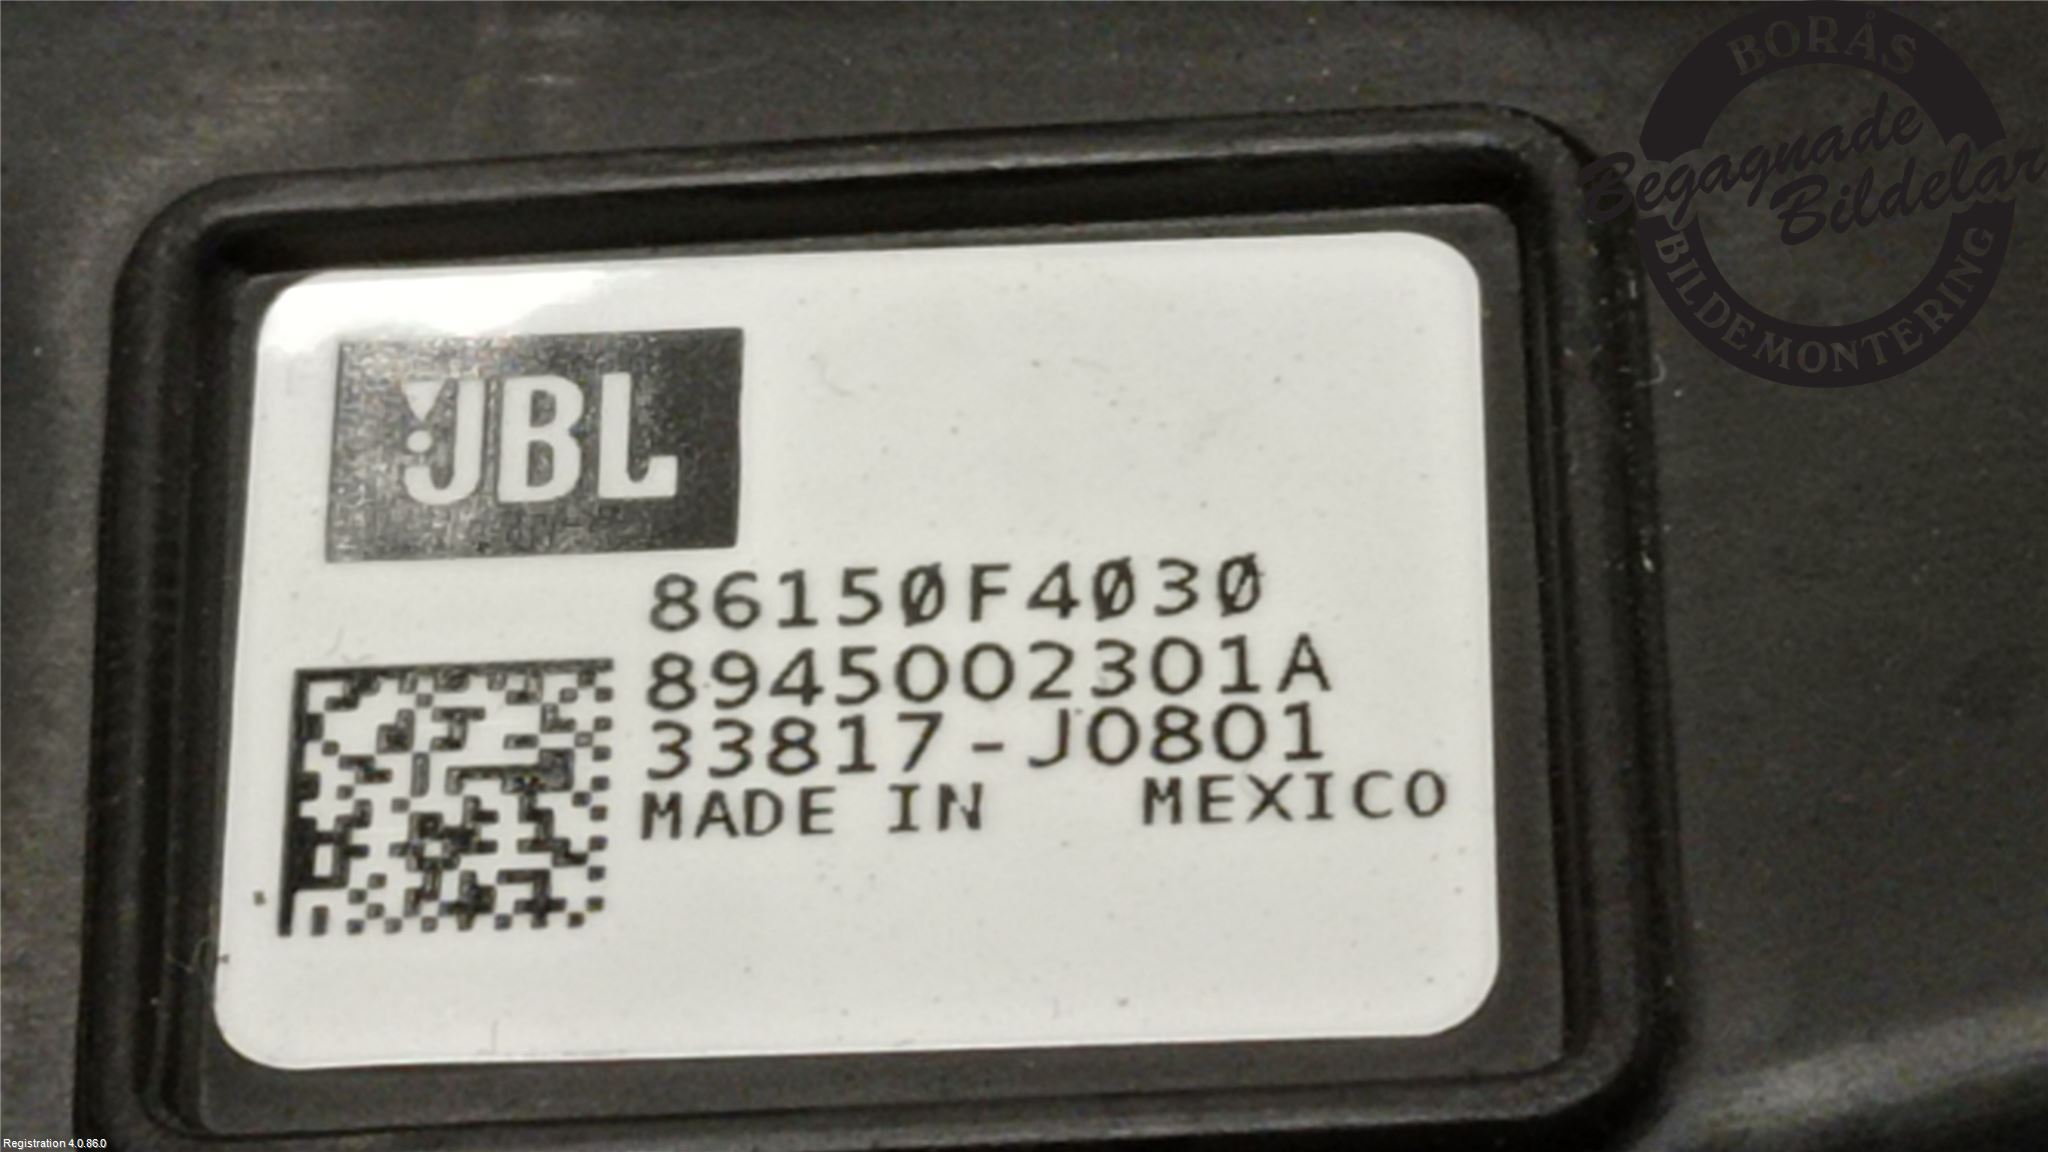 BORÅS
Begagnade
Bildelar
BILDEMONTERING
JBL
86150F4030
8945002301A
33817-J0801
MADE IN MEXICO
Registration 4.0.86.0